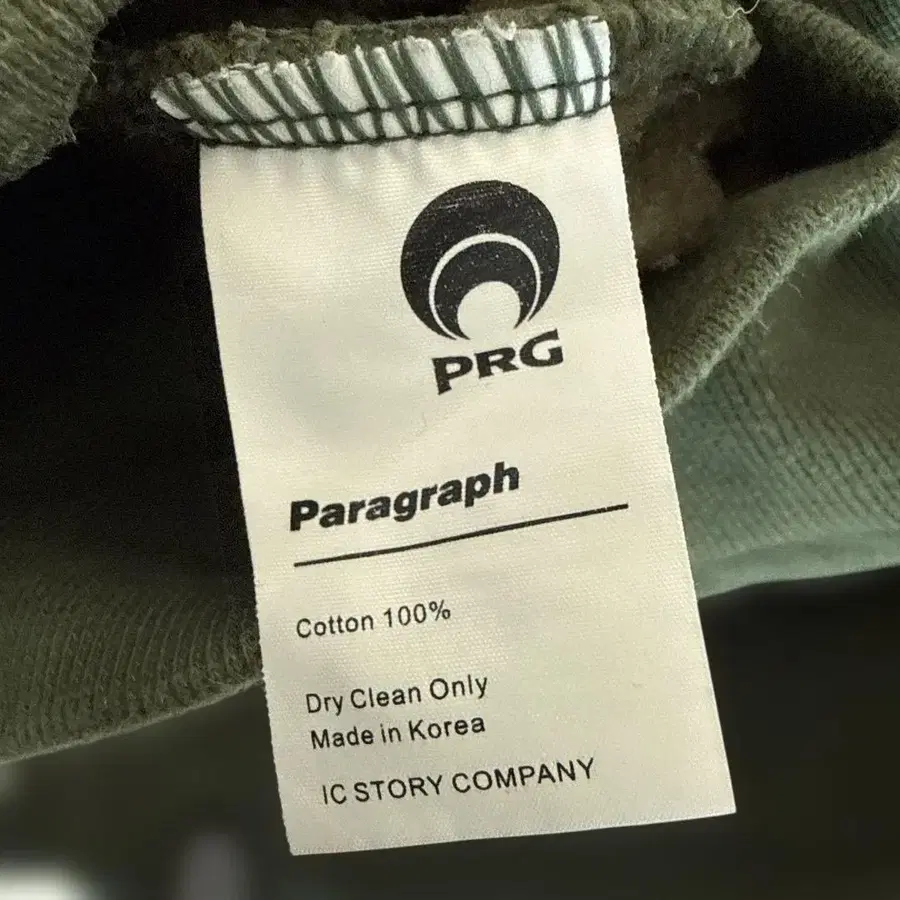 PRG
Paragraph
Cotton 100%
Dry Clean Only
Made in Korea
IC STORY COMPANY